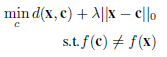 min d(x, c) + λ||x − c||₀
c
s.t. f(c) ≠ f(x)